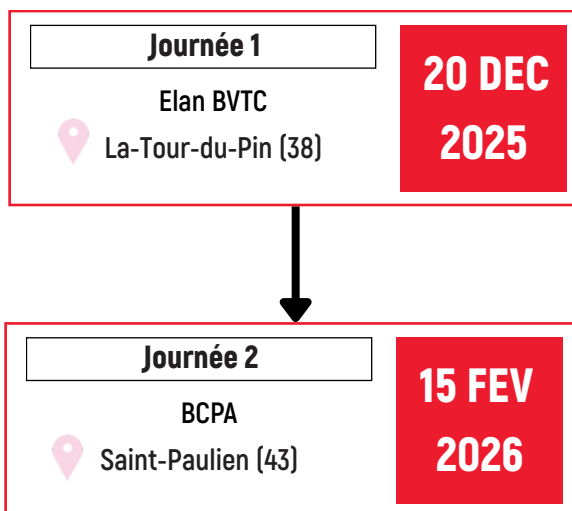 Journée 1
Elan BVTC
La-Tour-du-Pin (38)
20 DEC
2025
Journée 2
BCPA
Saint-Paulien (43)
15 FEV
2026